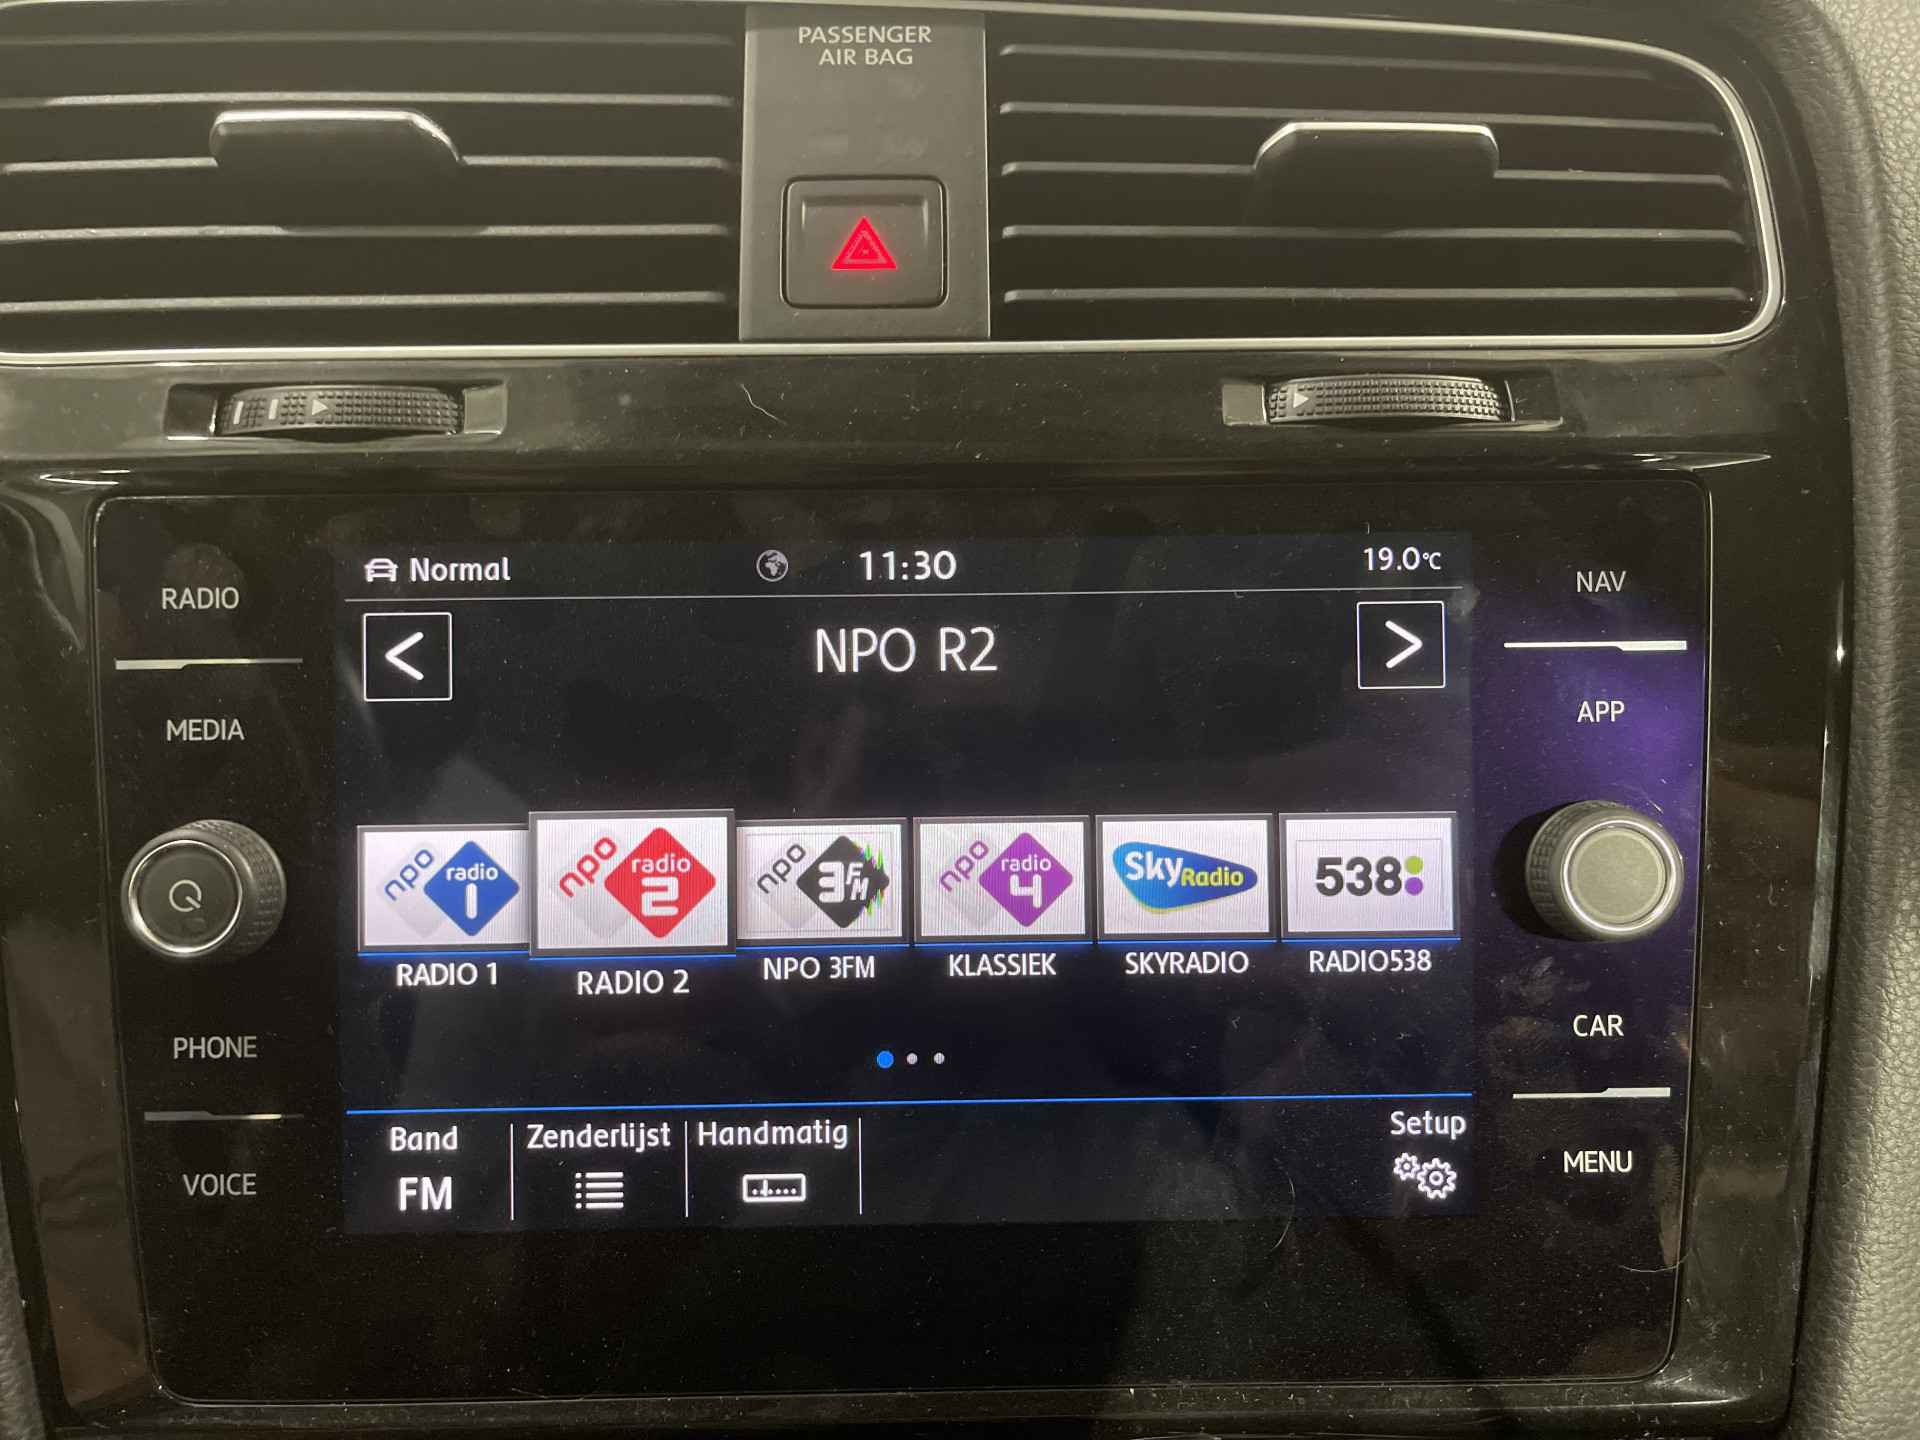 PASSENGER
AIR BAG
RADIO
MEDIA
PHONE
VOICE
Normal
11:30
19.0°C
<
NPO R2
>
npo radio 1
npo radio 2
npo 3FM
npo radio 4
Sky Radio
538
RADIO 1
RADIO 2
NPO 3FM
KLASSIEK
SKYRADIO
RADIO538
Band
FM
Zenderlijst
Handmatig
Setup
NAV
APP
CAR
MENU